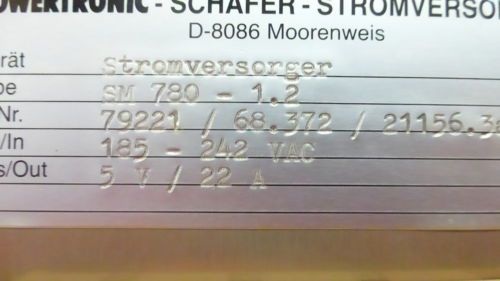 OWERTRONIC - SCHÄFER - STROMVERSO
D-8086 Moorenweis
rät Stromversorger
pe SM 780 - 1.2
Nr. 79221 / 68.372 / 21156.3
/In 185 - 242 VAC
s/Out 5 V / 22 A